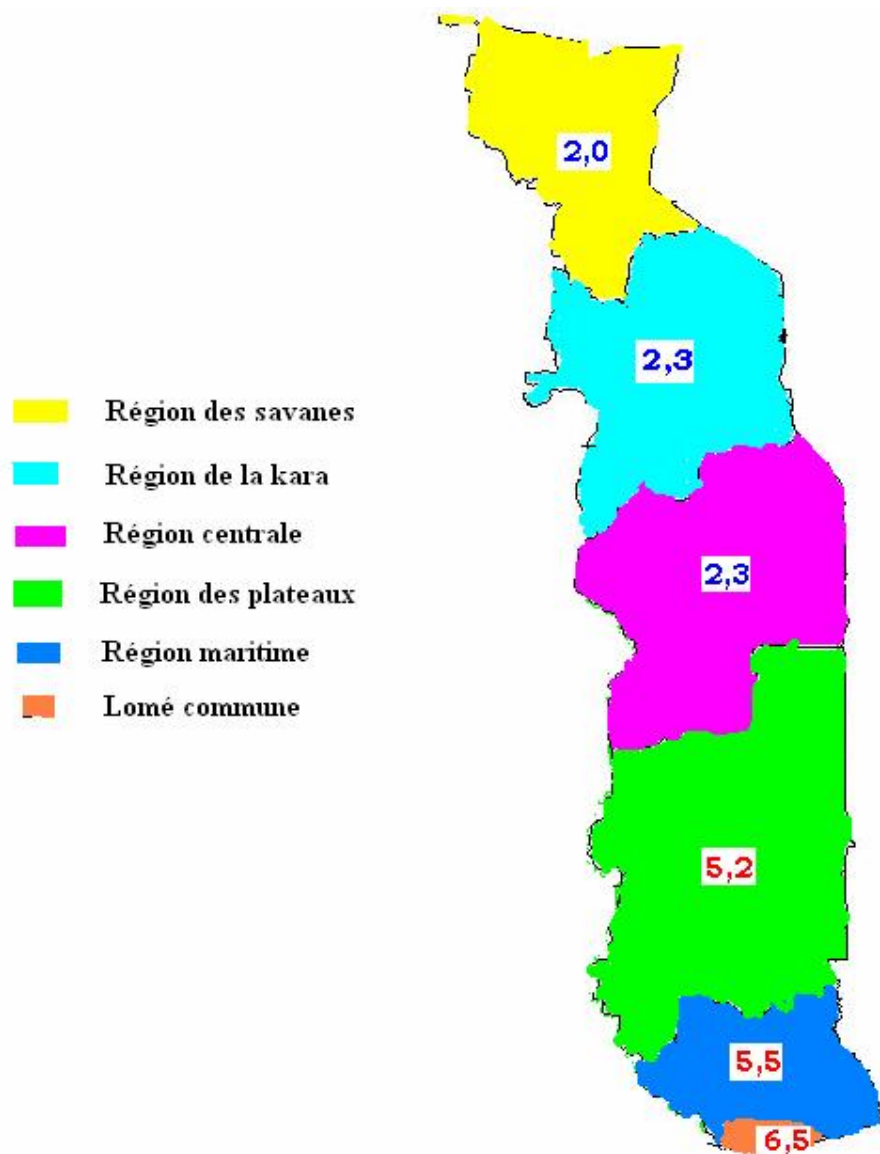 2,0
2,3
Région des savanes
Région de la kara
Région centrale
2,3
Région des plateaux
Région maritime
Lomé commune
5,2
5,5
6,5